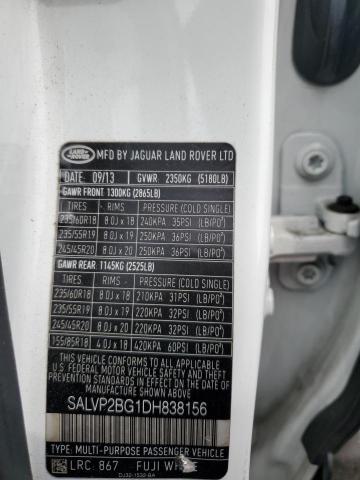 LAND ROVER
MFD BY JAGUAR LAND ROVER LTD
DATE 09/13 GVWR 2350KG (5180LB)
GAWR FRONT 1300KG (2865LB)
TIRES RIMS PRESSURE (COLD SINGLE)
235/60R18 8.0J x 18 240KPA 35PSI (LB/PO²)
235/55R19 8.0J x 19 250KPA 36PSI (LB/PO²)
245/45R20 8.0J x 20 250KPA 36PSI (LB/PO²)
GAWR REAR 1145KG (2525LB)
TIRES RIMS PRESSURE (COLD SINGLE)
235/60R18 8.0J x 18 210KPA 31PSI (LB/PO²)
235/55R19 8.0J x 19 220KPA 32PSI (LB/PO²)
245/45R20 8.0J x 20 220KPA 32PSI (LB/PO²)
155/85R18 4.0J x 18 420KPA 60PSI (LB/PO²)
THIS VEHICLE CONFORMS TO ALL APPLICABLE
U.S FEDERAL MOTOR VEHICLE SAFETY STANDARDS
IN EFFECT ON THE DATE OF MANUFACTURE SHOWN ABOVE
SALVP2BG1DH838156
TYPE: MULTI-PURPOSE PASSENGER VEHICLE
LRC: 867 FUJI WHITE
DJ32-1532-BA